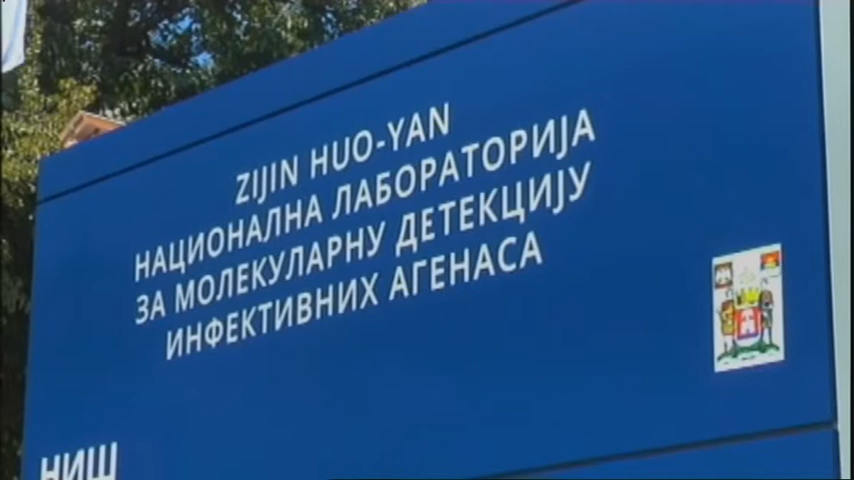 ZIJIN HUO-YAN
НАЦИОНАЛНА ЛАБОРАТОРИЈА
ЗА МОЛЕКУЛАРНУ ДЕТЕКЦИЈУ
ИНФЕКТИВНИХ АГЕНАСА
НИШ